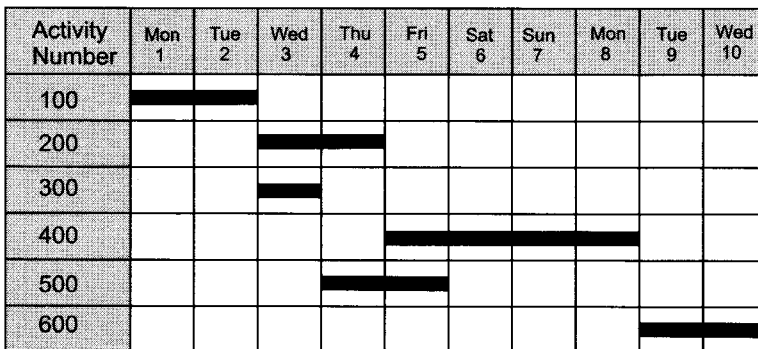 Activity Number
Mon 1
Tue 2
Wed 3
Thu 4
Fri 5
Sat 6
Sun 7
Mon 8
Tue 9
Wed 10
100
200
300
400
500
600